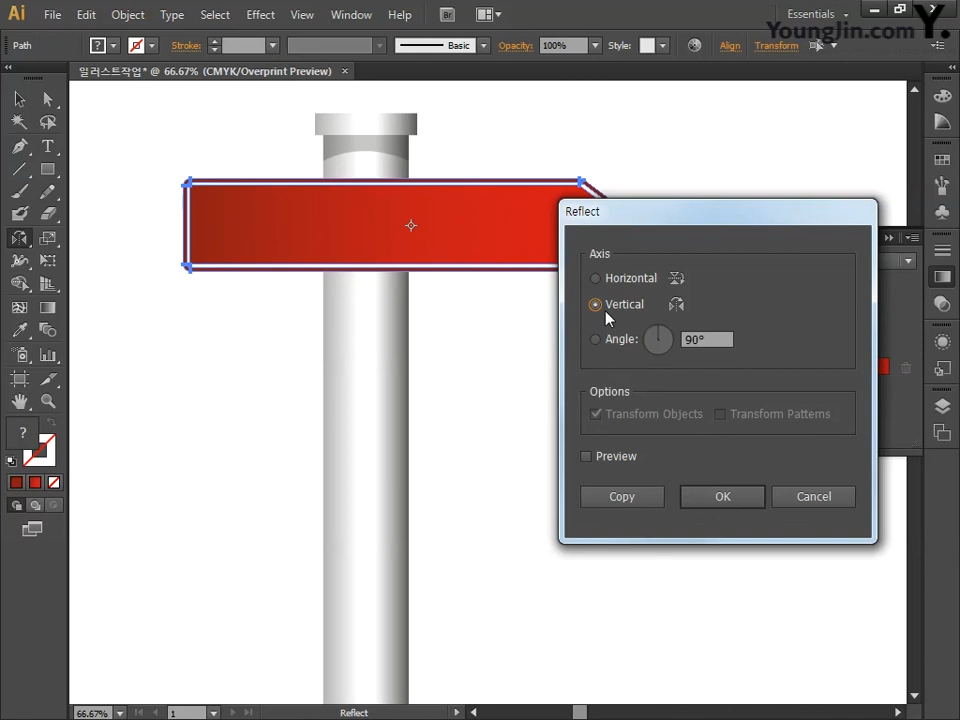 Ai File Edit Object Type Select Effect View Window Help Br Essentials
YoungJin.com Y.
Path ? Stroke: Basic Opacity: 100% Style: Align Transform
일러스트작업* @ 66.67% (CMYK/Overprint Preview) ×
Reflect
Axis
Horizontal
Vertical
Angle: 90°
Options
Transform Objects Transform Patterns
?
Preview
Copy OK Cancel
66.67% 1 Reflect